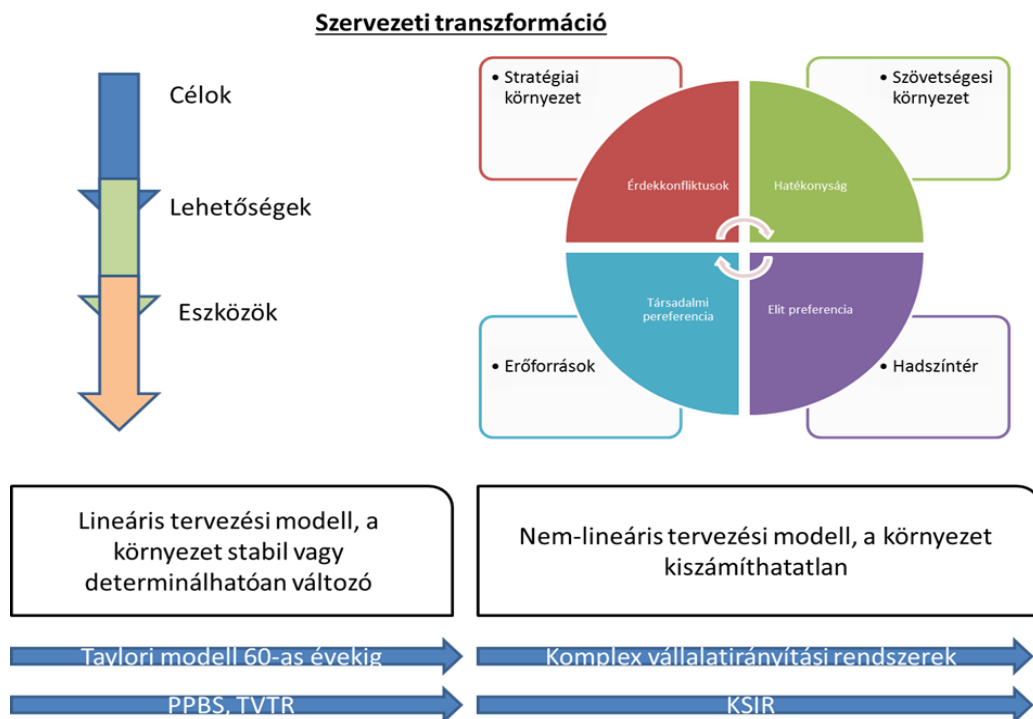 Szervezeti transzformáció
Célok
Lehetőségek
Eszközök
• Stratégiai
környezet
• Szövetségesi
környezet
Érdekkonfliktusok
Hatékonyság
Társadalmi
pereferencia
Elit preferencia
• Erőforrások
• Hadszíntér
Lineáris tervezési modell, a
környezet stabil vagy
determinálhatóan változó
Nem-lineáris tervezési modell, a környezet
kiszámíthatatlan
Taylori modell 60-as évekig
Komplex vállalatirányítási rendszerek
PPBS, TVTR
KSIR